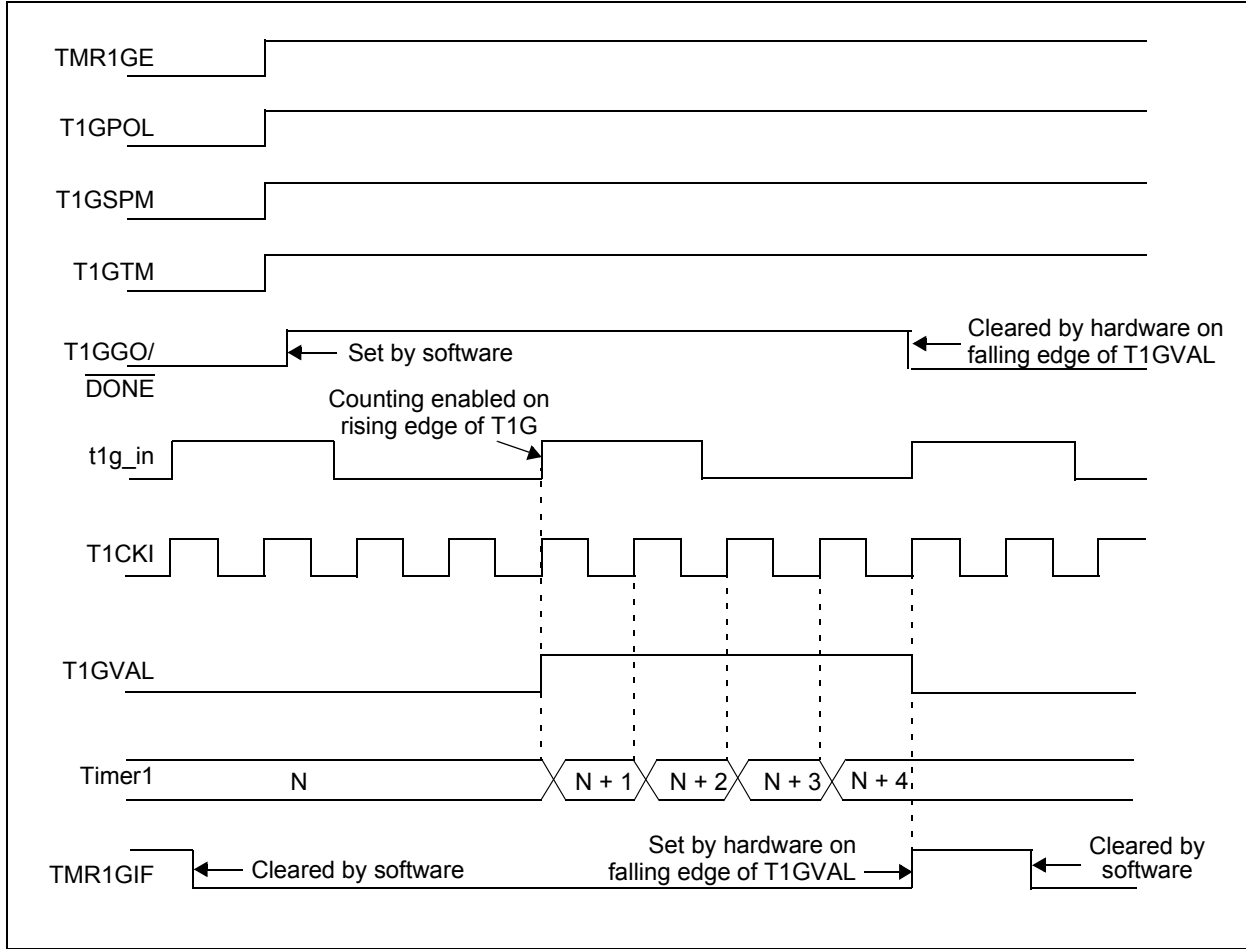 TMR1GE
T1GPOL
T1GSPM
T1GTM
T1GGO/
DONE
Set by software
Cleared by hardware on
falling edge of T1GVAL
Counting enabled on
rising edge of T1G
t1g_in
T1CKI
T1GVAL
Timer1
N
N + 1
N + 2
N + 3
N + 4
TMR1GIF
Cleared by software
Set by hardware on
falling edge of T1GVAL
Cleared by
software